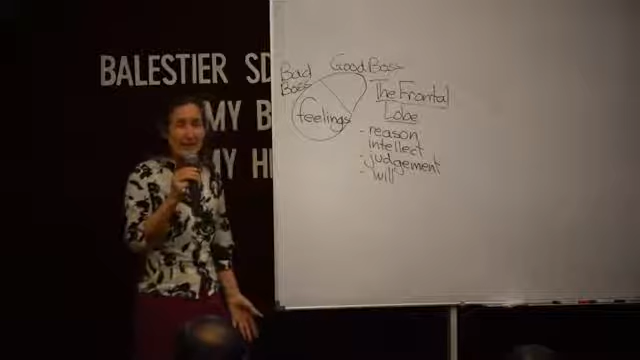 BALESTIER SD
MY B
MY H
Bad
Boss
Good Boss
feelings
The Frontal
Lobe
- reason
intellect
- judgement
- will